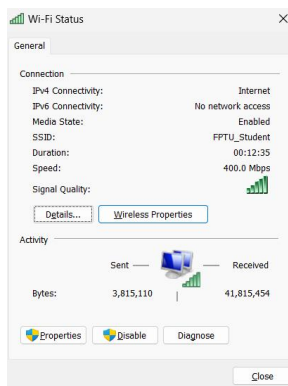 Wi-Fi Status
General
Connection
IPv4 Connectivity: Internet
IPv6 Connectivity: No network access
Media State: Enabled
SSID: FPTU_Student
Duration: 00:12:35
Speed: 400.0 Mbps
Signal Quality:
Details... Wireless Properties
Activity
Sent — Received
Bytes: 3,815,110 | 41,815,454
Properties Disable Diagnose
Close